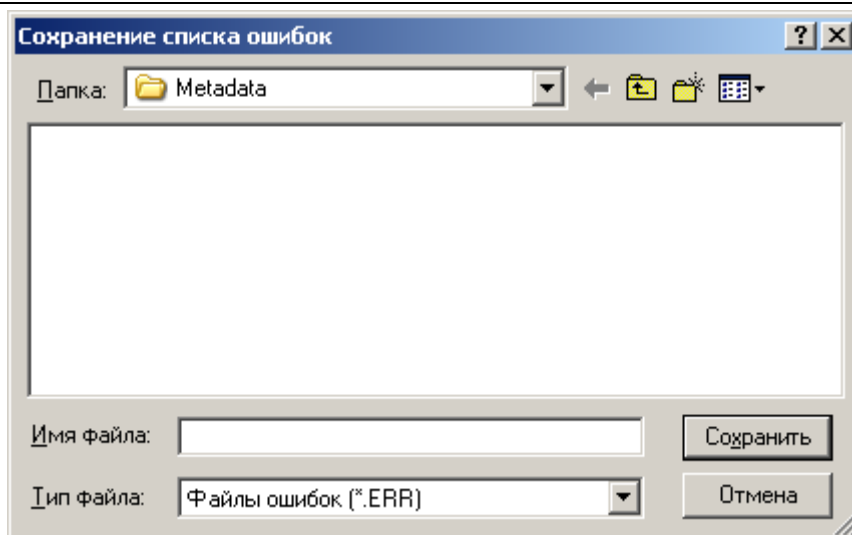 Сохранение списка ошибок
Папка: Metadata
Имя файла: Сохранить
Тип файла: Файлы ошибок (*.ERR) Отмена